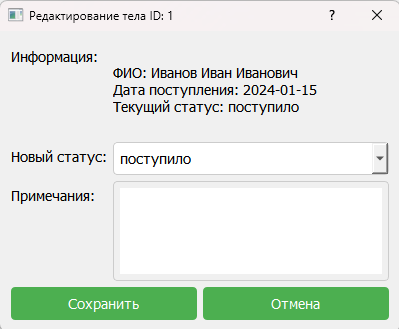 Редактирование тела ID: 1
?
Информация:
ФИО: Иванов Иван Иванович
Дата поступления: 2024-01-15
Текущий статус: поступило
Новый статус: поступило
Примечания:
Сохранить Отмена